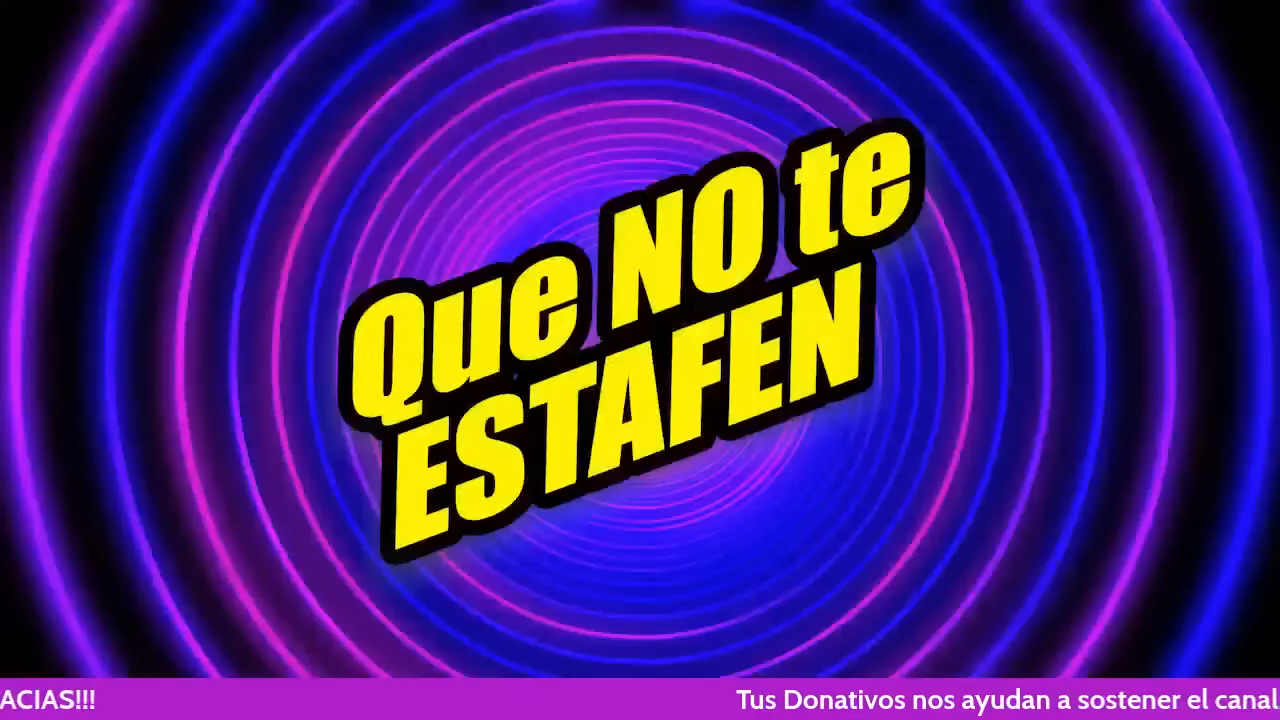 Que NO te
ESTAFEN
ACIAS!!! Tus Donativos nos ayudan a sostener el canal